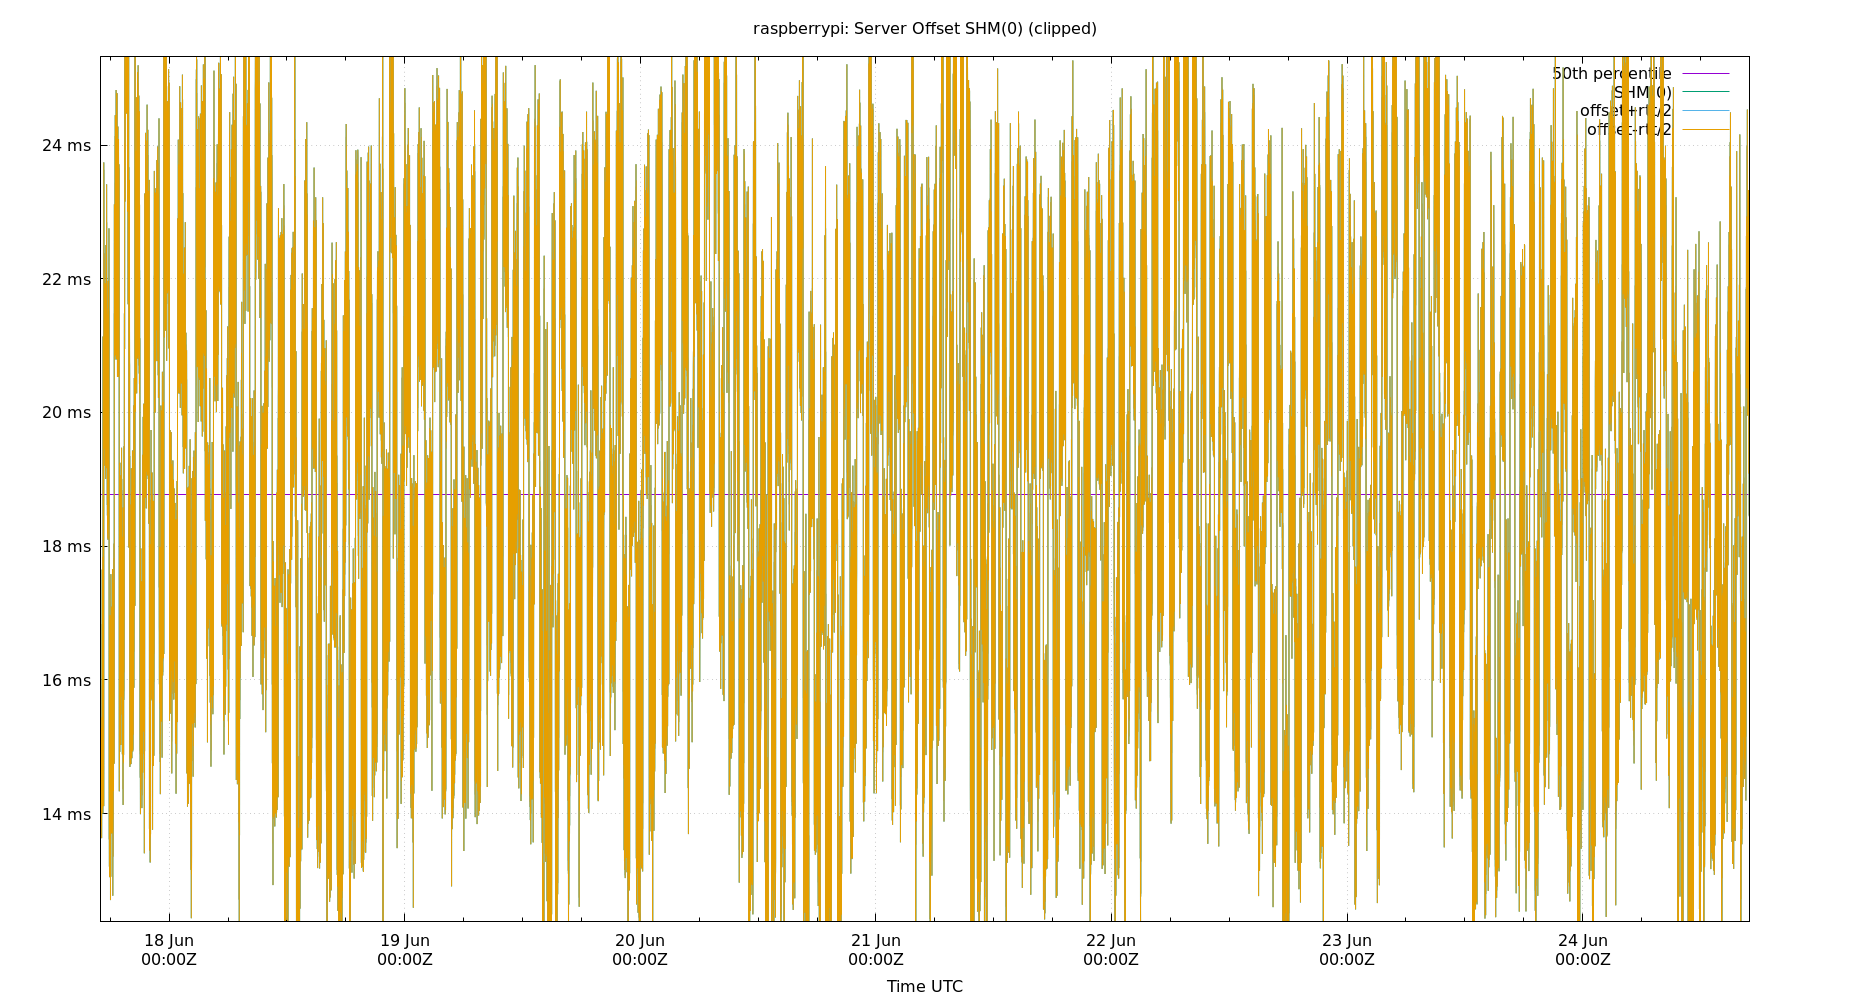 raspberrypi: Server Offset SHM(0) (clipped)
50th percentile
SHM(0)
offset+rtt/2
offset-rtt/2
24 ms
22 ms
20 ms
18 ms
16 ms
14 ms
18 Jun 19 Jun 20 Jun 21 Jun 22 Jun 23 Jun 24 Jun
00:00Z 00:00Z 00:00Z 00:00Z 00:00Z 00:00Z 00:00Z
Time UTC